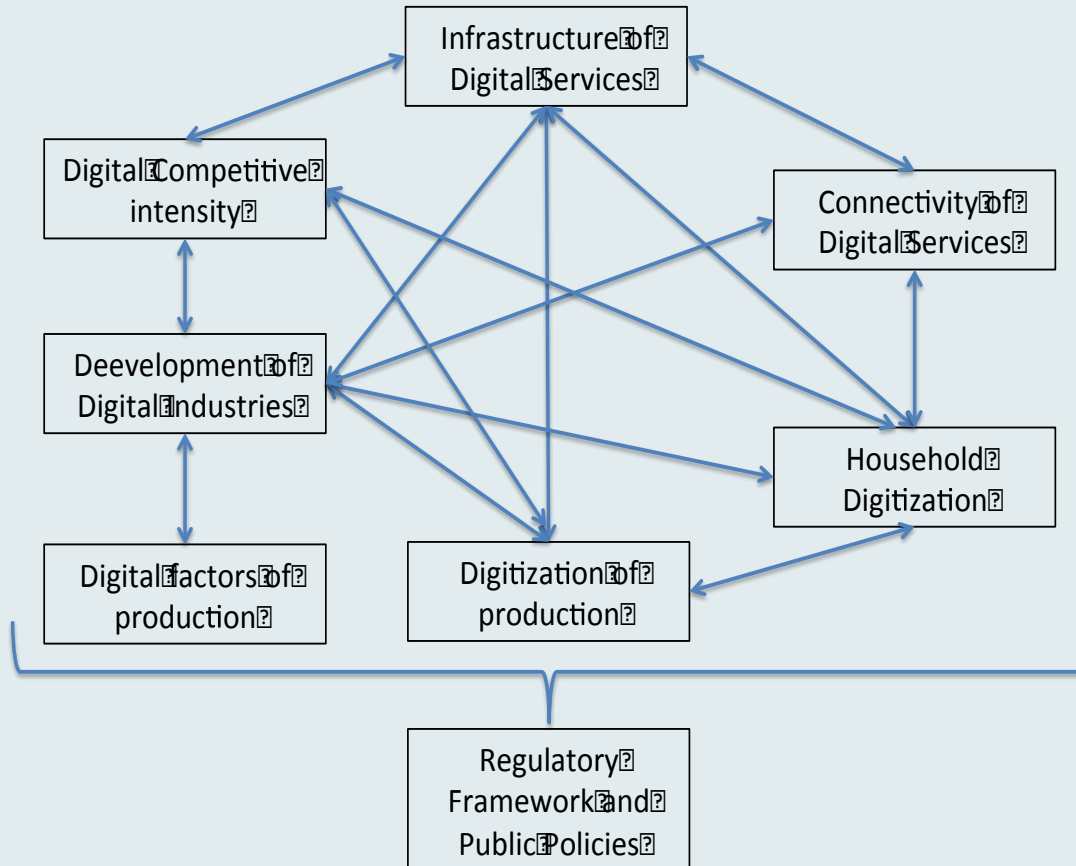 Infrastructure of
Digital Services
Digital Competitive
intensity
Connectivity of
Digital Services
Deevelopment of
Digital Industries
Household
Digitization
Digital factors of
production
Digitization of
production
Regulatory
Framework and
Public Policies